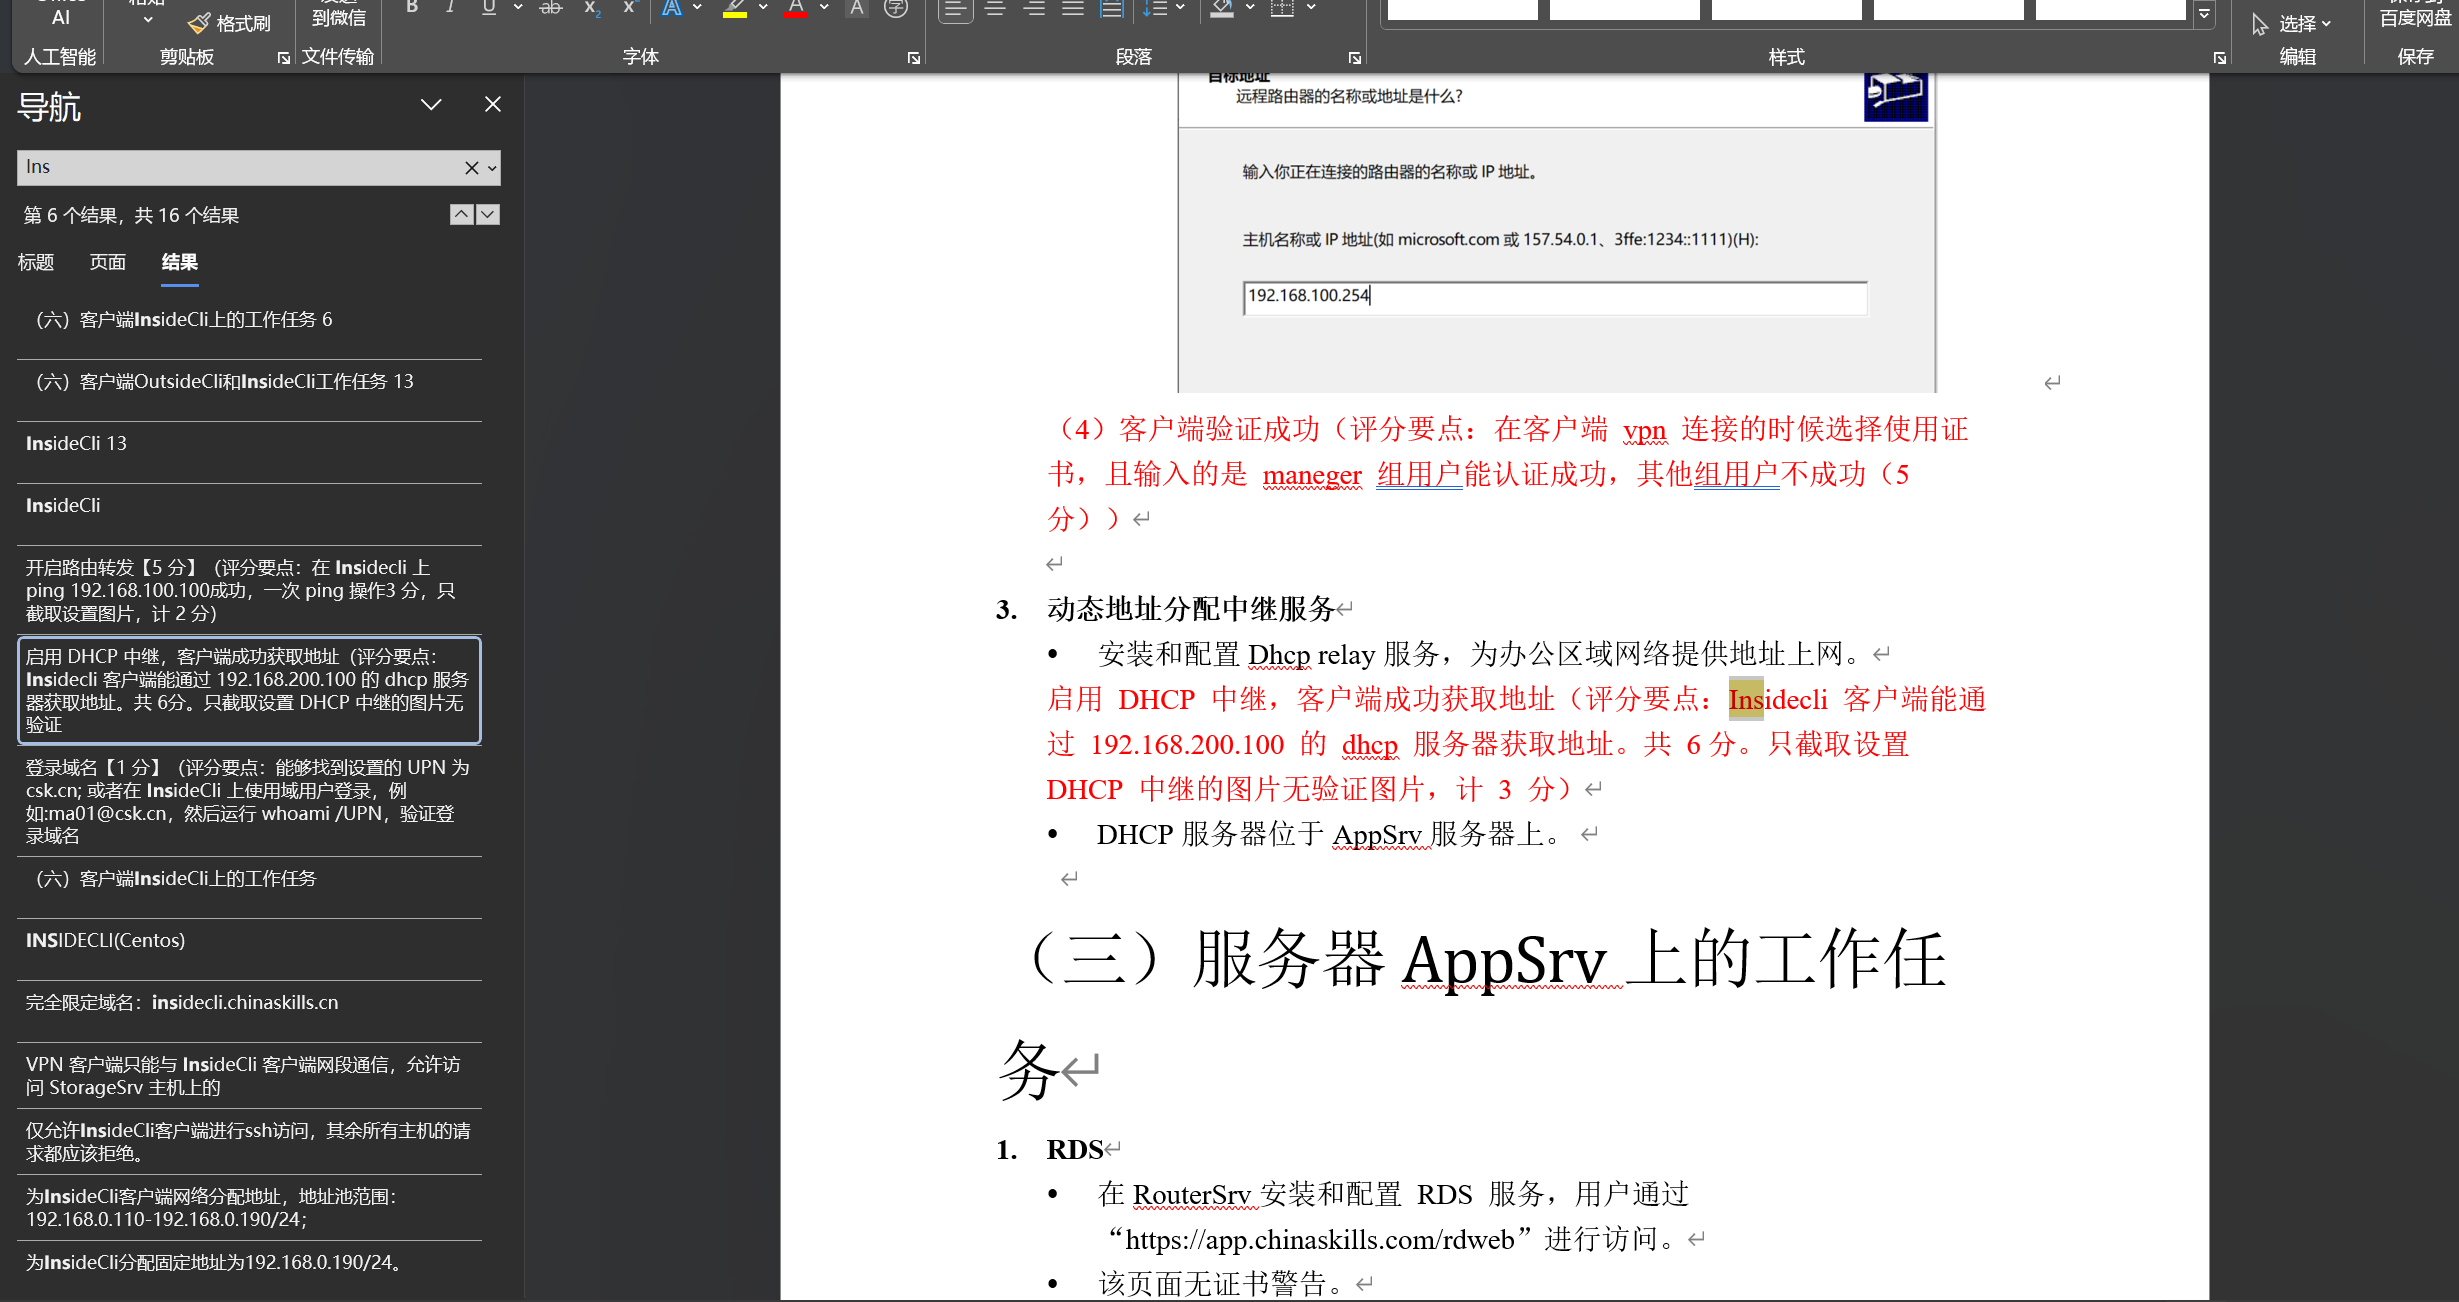 AI
格式刷
到微信
B I U ab x₂ x A A A 字
选择
百度网盘
人工智能
剪贴板
文件传输
字体
段落
样式
编辑
保存
导航
Ins
第 6 个结果，共 16 个结果
标题 页面 结果
（六）客户端InsideCli上的工作任务 6
（六）客户端OutsideCli和InsideCli工作任务 13
InsideCli 13
InsideCli
开启路由转发【5 分】（评分要点：在 Insidecli 上
ping 192.168.100.100成功，一次 ping 操作3 分，只
截取设置图片，计 2 分）
启用 DHCP 中继，客户端成功获取地址（评分要点：
Insidecli 客户端能通过 192.168.200.100 的 dhcp 服务
器获取地址。共 6分。只截取设置 DHCP 中继的图片无
验证
登录域名【1 分】（评分要点：能够找到设置的 UPN 为
csk.cn; 或者在 InsideCli 上使用域用户登录，例
如:ma01@csk.cn，然后运行 whoami /UPN，验证登
录域名
（六）客户端InsideCli上的工作任务
INSIDECLI(Centos)
完全限定域名：insidecli.chinaskills.cn
VPN 客户端只能与 InsideCli 客户端网段通信，允许访
问 StorageSrv 主机上的
仅允许InsideCli客户端进行ssh访问，其余所有主机的请
求都应该拒绝。
为InsideCli客户端网络分配地址，地址池范围：
192.168.0.110-192.168.0.190/24；
为InsideCli分配固定地址为192.168.0.190/24。
目标地址
远程路由器的名称或地址是什么?
输入你正在连接的路由器的名称或 IP 地址。
主机名称或 IP 地址(如 microsoft.com 或 157.54.0.1、3ffe:1234::1111)(H):
192.168.100.254
（4）客户端验证成功（评分要点：在客户端 vpn 连接的时候选择使用证
书，且输入的是 maneger 组用户能认证成功，其他组用户不成功（5
分））
3. 动态地址分配中继服务
• 安装和配置 Dhcp relay 服务，为办公区域网络提供地址上网。
启用 DHCP 中继，客户端成功获取地址（评分要点：Insidecli 客户端能通
过 192.168.200.100 的 dhcp 服务器获取地址。共 6 分。只截取设置
DHCP 中继的图片无验证图片，计 3 分）
• DHCP 服务器位于 AppSrv 服务器上。
（三）服务器 AppSrv 上的工作任
务
1. RDS
• 在 RouterSrv 安装和配置 RDS 服务，用户通过
“https://app.chinaskills.com/rdweb”进行访问。
• 该页面无证书警告。